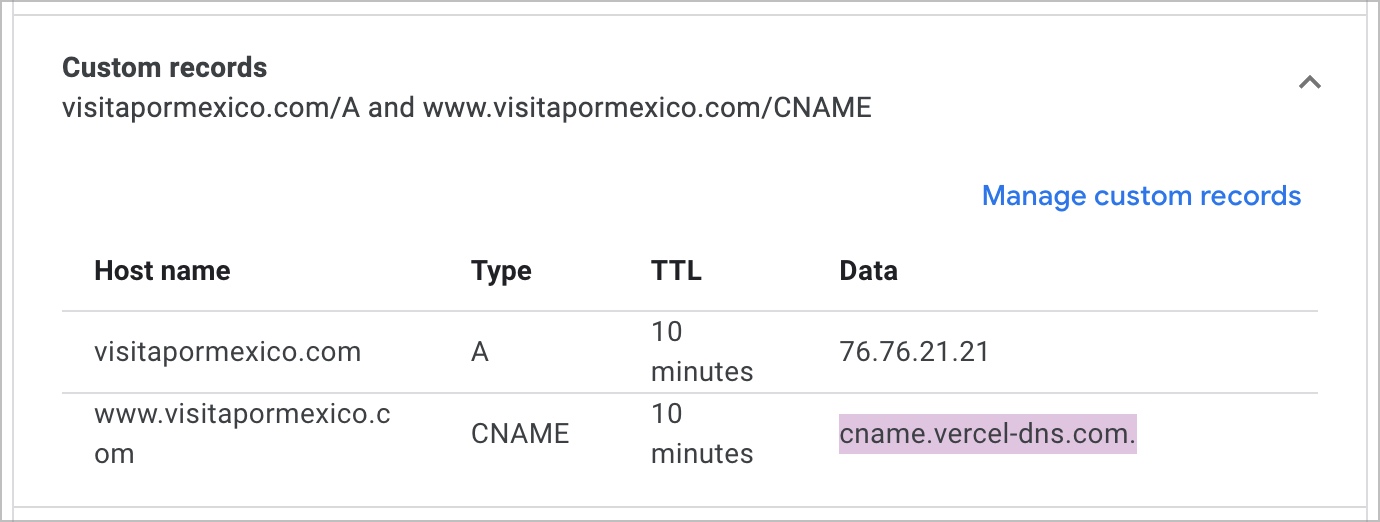 Custom records
visitapormexico.com/A and www.visitapormexico.com/CNAME
Manage custom records
Host name Type TTL Data
visitapormexico.com A 10 minutes 76.76.21.21
www.visitapormexico.com CNAME 10 minutes cname.vercel-dns.com.